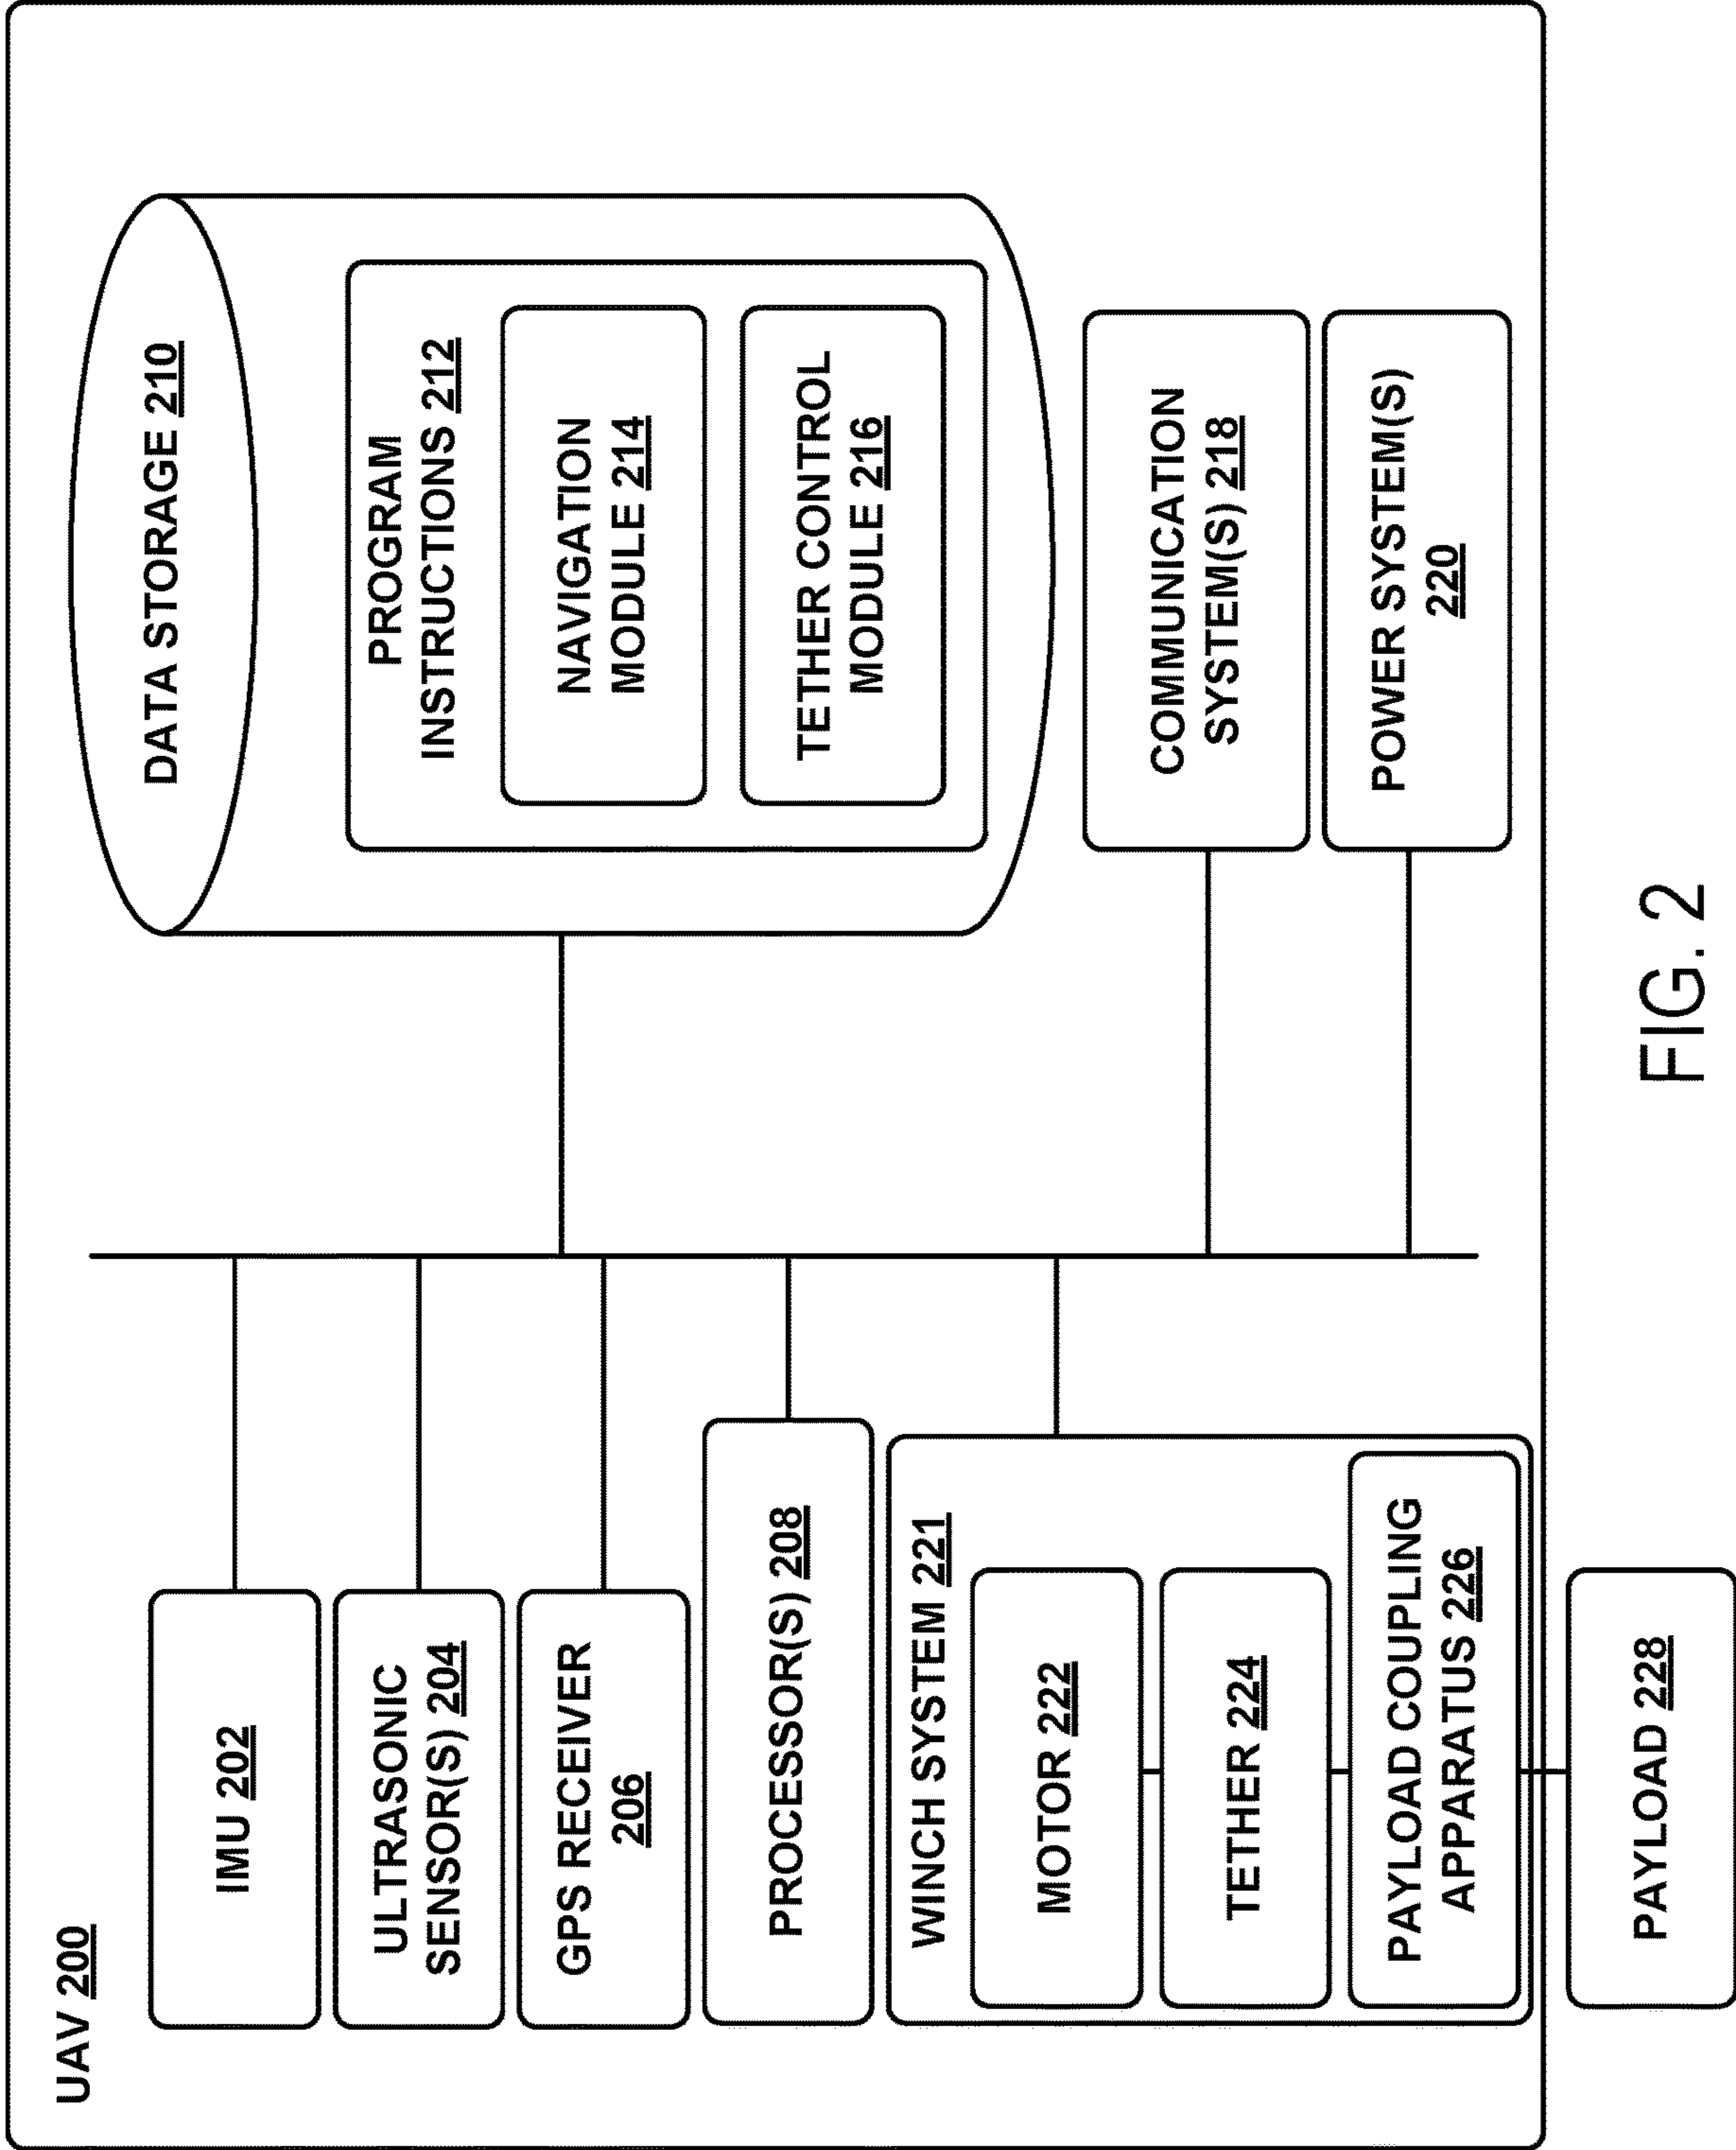 UAV 200
IMU 202
ULTRASONIC
SENSOR(S) 204
GPS RECEIVER
206
PROCESSOR(S) 208
WINCH SYSTEM 221
MOTOR 222
TETHER 224
PAYLOAD COUPLING
APPARATUS 226
PAYLOAD 228
DATA STORAGE 210
PROGRAM
INSTRUCTIONS 212
NAVIGATION
MODULE 214
TETHER CONTROL
MODULE 216
COMMUNICATION
SYSTEM(S) 218
POWER SYSTEM(S)
220
FIG. 2